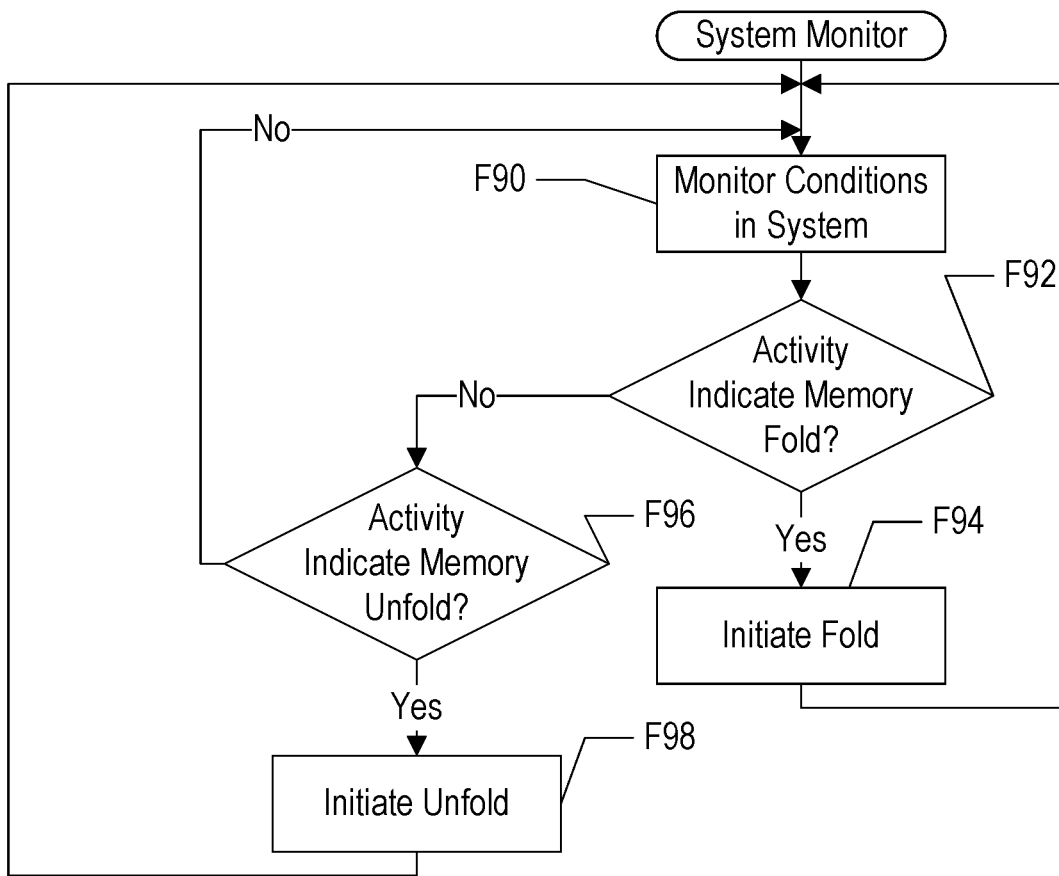 System Monitor
No
F90
Monitor Conditions
in System
F92
Activity
Indicate Memory
Fold?
No
Activity
Indicate Memory
Unfold?
F96
Yes
F94
Initiate Fold
Yes
F98
Initiate Unfold